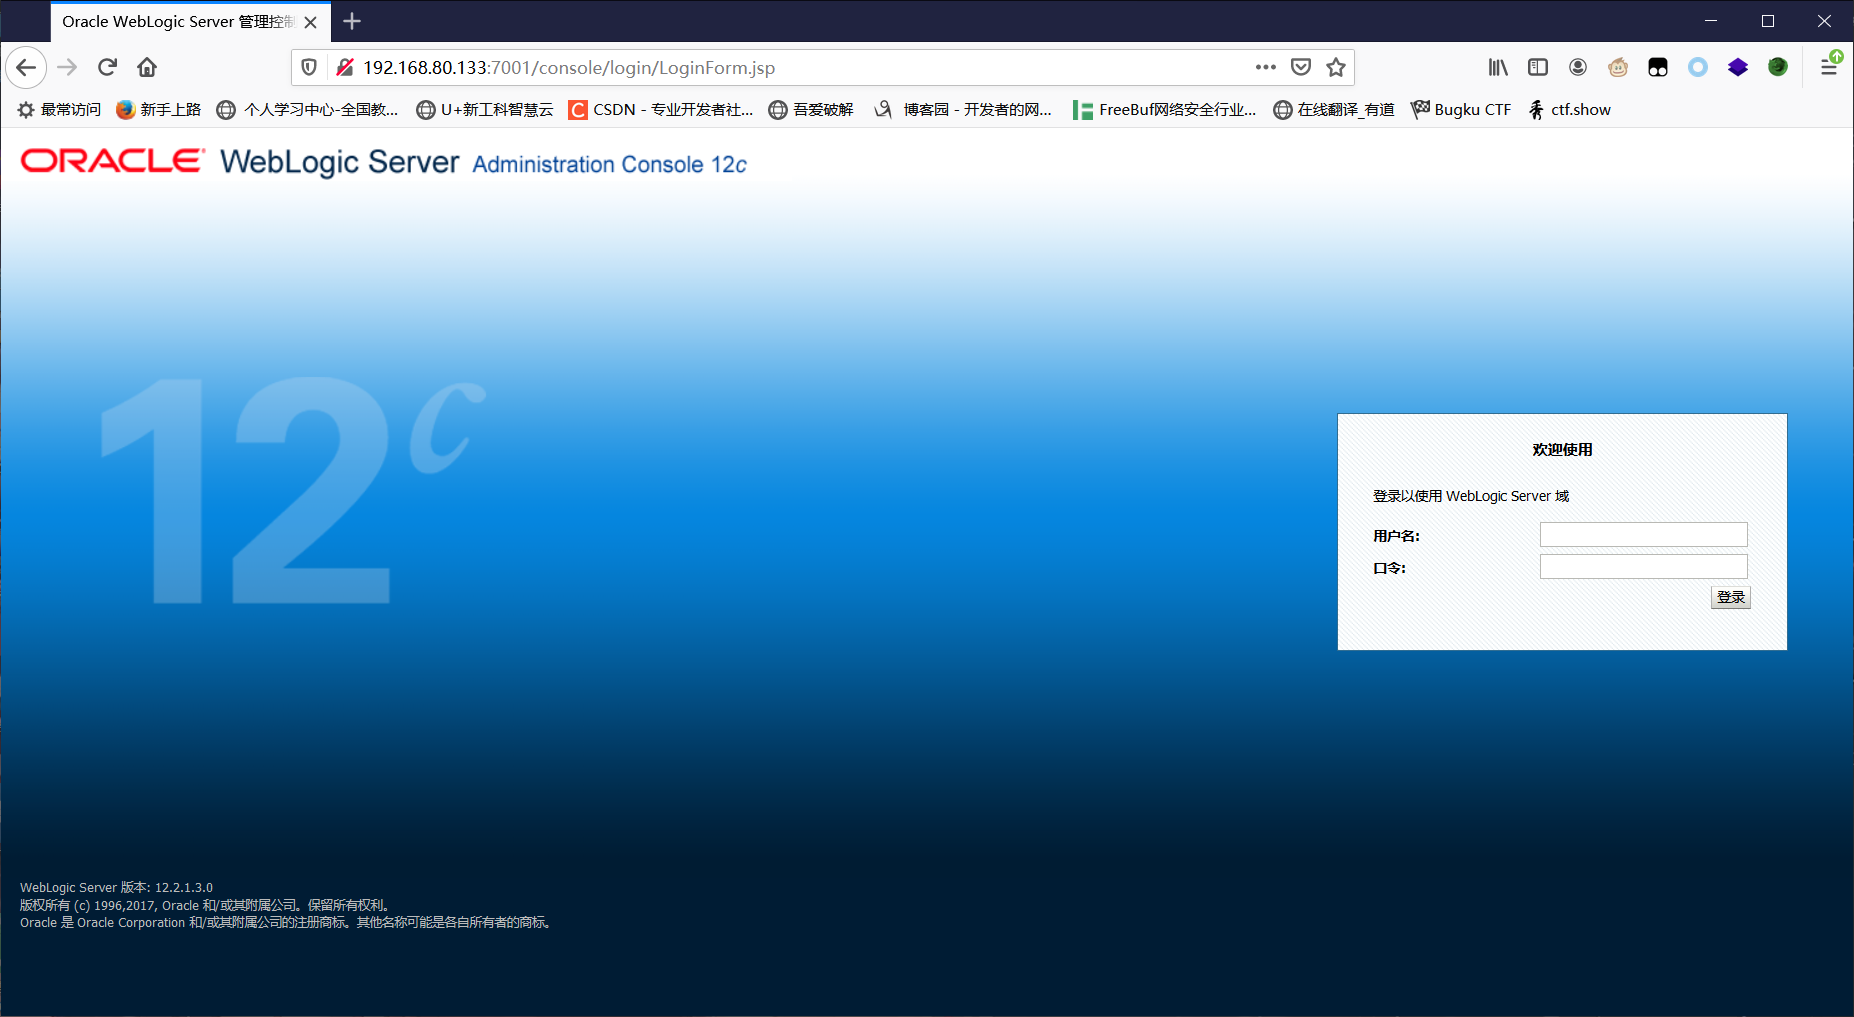 Oracle WebLogic Server 管理控制
192.168.80.133:7001/console/login/LoginForm.jsp
最常访问 新手上路 个人学习中心-全国教... U+新工科智慧云 CSDN - 专业开发者社... 吾爱破解 博客园 - 开发者的网... FreeBuf网络安全行业... 在线翻译_有道 Bugku CTF ctf.show
ORACLE WebLogic Server Administration Console 12c
12c
欢迎使用
登录以使用 WebLogic Server 域
用户名:
口令:
登录
WebLogic Server 版本: 12.2.1.3.0
版权所有 (c) 1996,2017, Oracle 和/或其附属公司。保留所有权利。
Oracle 是 Oracle Corporation 和/或其附属公司的注册商标。其他名称可能是各自所有者的商标。